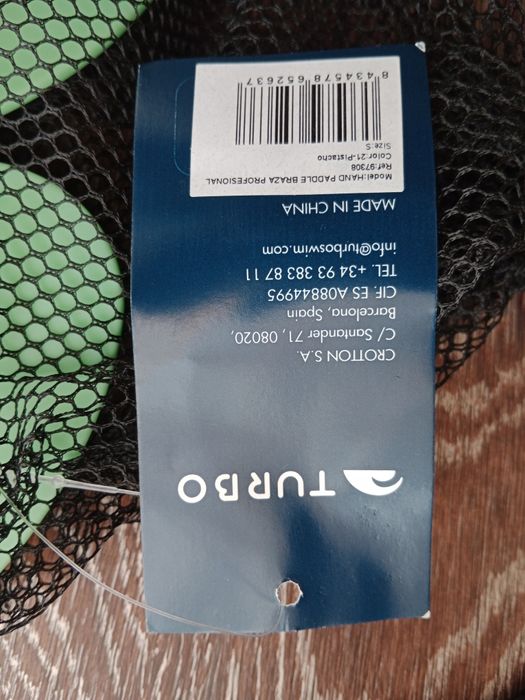 TURBO
CROTTON S.A.
C/ Santander 71, 08020,
Barcelona, Spain
CIF. ES A08844995
TEL. +34 93 383 87 11
info@turboswim.com
MADE IN CHINA
Model:HAND PADDLE BRAZA PROFESIONAL
Ref:97308
Color:21-Pistacho
Size:S
8 434578 652637